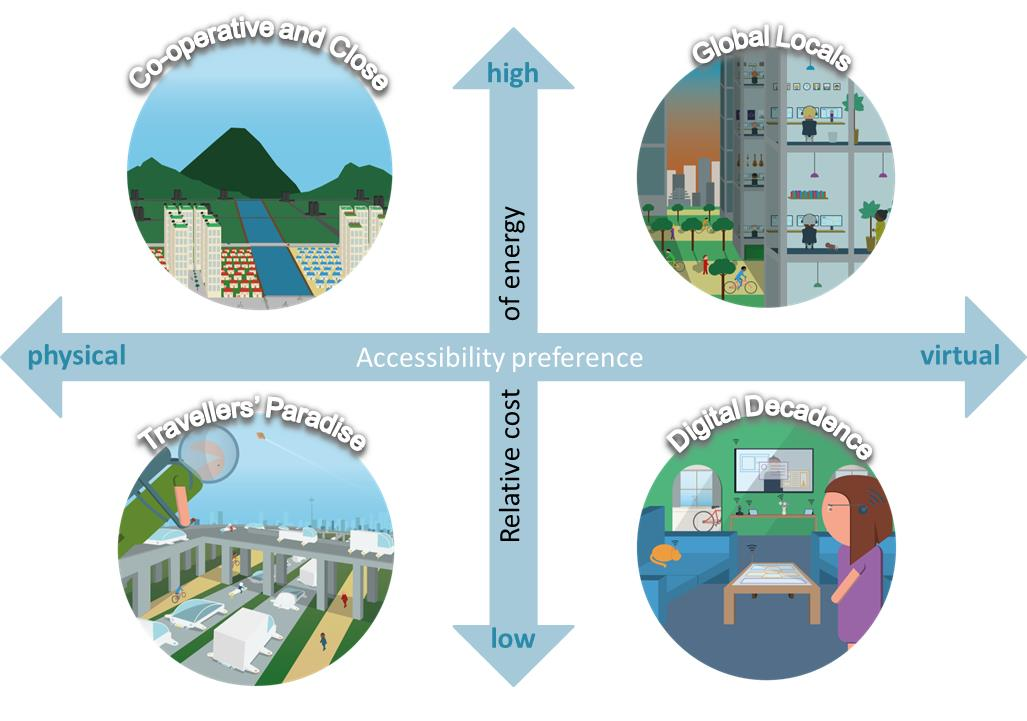 Co-operative and Close
Global Locals
high
physical
Accessibility preference
virtual
Relative cost of energy
Travellers' Paradise
Digital Decadence
low